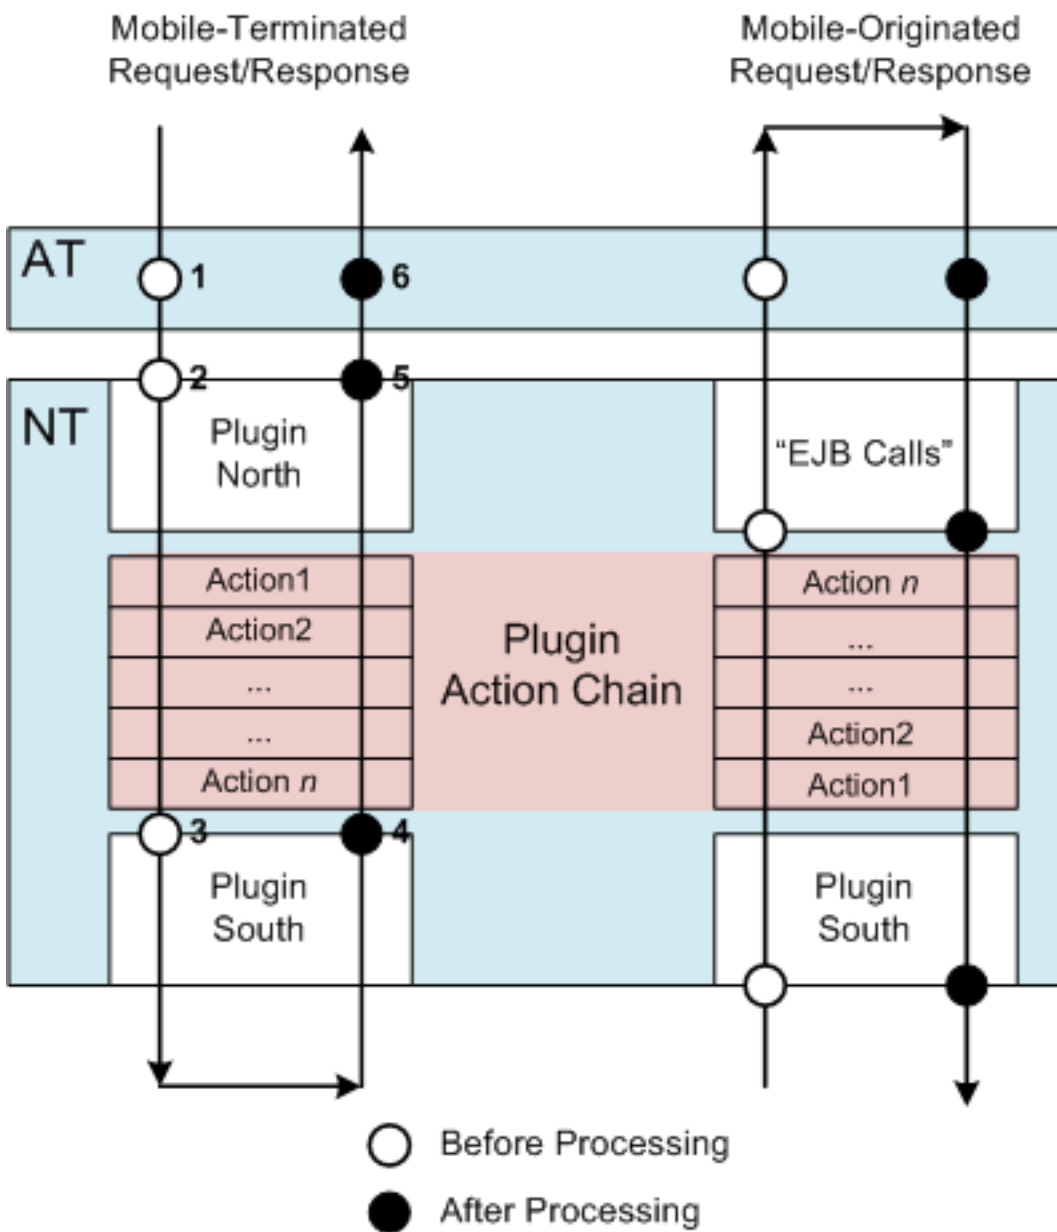 Mobile-Terminated
Request/Response
Mobile-Originated
Request/Response
AT
1
6
2
5
NT
Plugin
North
“EJB Calls”
Action1
Action2
...
...
Action n
Plugin
Action Chain
Action n
...
...
Action2
Action1
3
4
Plugin
South
Plugin
South
Before Processing
After Processing